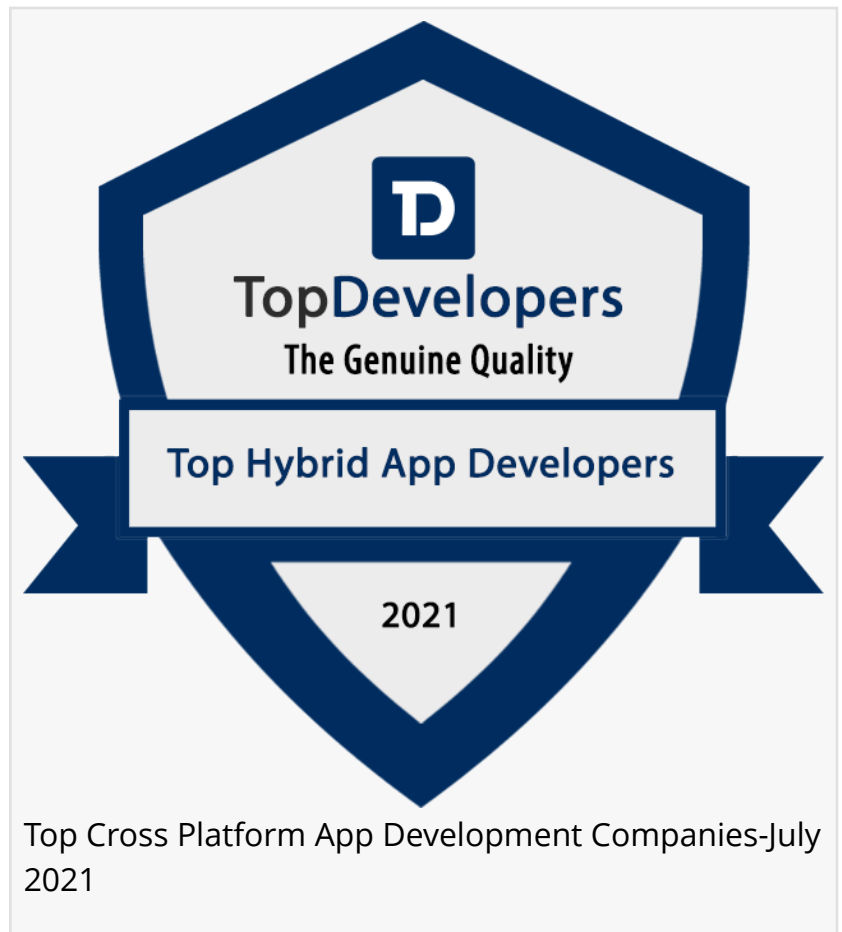 TD
TopDevelopers
The Genuine Quality
Top Hybrid App Developers
2021
Top Cross Platform App Development Companies-July
2021